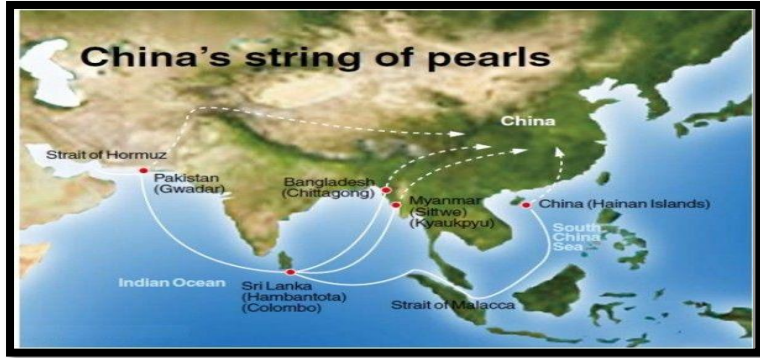 China's string of pearls
China
Strait of Hormuz
Pakistan
(Gwadar)
Bangladesh
(Chittagong)
Myanmar
(Sittwe)
(Kyaukpyu)
China (Hainan Islands)
South
China
Sea
Indian Ocean
Sri Lanka
(Hambantota)
(Colombo)
Strait of Malacca